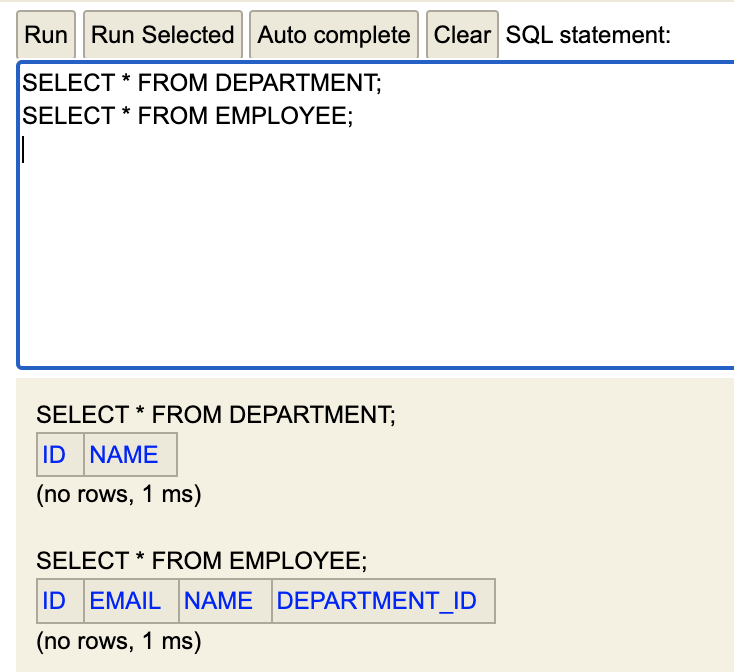 Run Run Selected Auto complete Clear SQL statement:
SELECT * FROM DEPARTMENT;
SELECT * FROM EMPLOYEE;
SELECT * FROM DEPARTMENT;
ID NAME
(no rows, 1 ms)
SELECT * FROM EMPLOYEE;
ID EMAIL NAME DEPARTMENT_ID
(no rows, 1 ms)